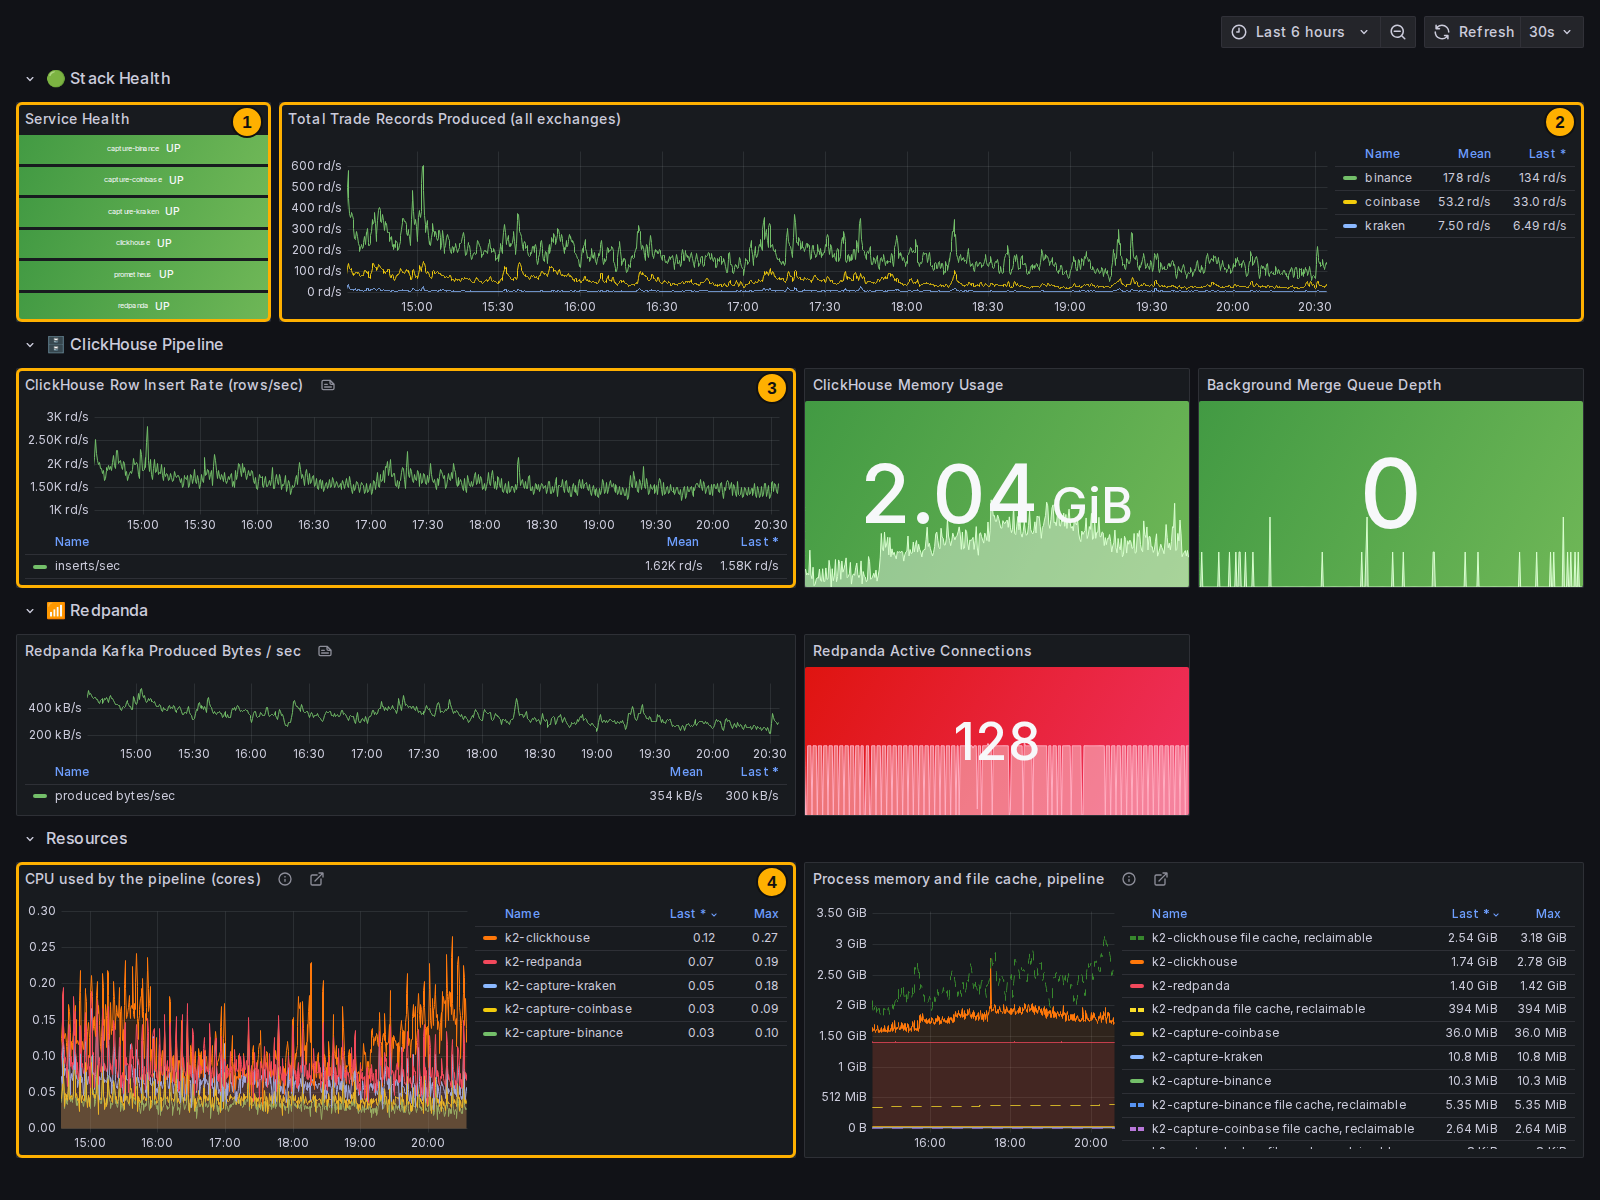 Last 6 hours
Refresh
30s
Stack Health
Service Health
1
capture-binance UP
capture-coinbase UP
capture-kraken UP
clickhouse UP
prometheus UP
redpanda UP
Total Trade Records Produced (all exchanges)
2
600 rd/s
500 rd/s
400 rd/s
300 rd/s
200 rd/s
100 rd/s
0 rd/s
15:00 15:30 16:00 16:30 17:00 17:30 18:00 18:30 19:00 19:30 20:00 20:30
Name Mean Last *
binance 178 rd/s 134 rd/s
coinbase 53.2 rd/s 33.0 rd/s
kraken 7.50 rd/s 6.49 rd/s
ClickHouse Pipeline
ClickHouse Row Insert Rate (rows/sec)
3
3K rd/s
2.50K rd/s
2K rd/s
1.50K rd/s
1K rd/s
15:00 15:30 16:00 16:30 17:00 17:30 18:00 18:30 19:00 19:30 20:00 20:30
Name Mean Last *
inserts/sec 1.62K rd/s 1.58K rd/s
ClickHouse Memory Usage
2.04 GiB
Background Merge Queue Depth
0
Redpanda
Redpanda Kafka Produced Bytes / sec
400 kB/s
200 kB/s
15:00 15:30 16:00 16:30 17:00 17:30 18:00 18:30 19:00 19:30 20:00 20:30
Name Mean Last *
produced bytes/sec 354 kB/s 300 kB/s
Redpanda Active Connections
128
Resources
CPU used by the pipeline (cores)
4
0.30
0.25
0.20
0.15
0.10
0.05
0.00
15:00 16:00 17:00 18:00 19:00 20:00
Name Last * Max
k2-clickhouse 0.12 0.27
k2-redpanda 0.07 0.19
k2-capture-kraken 0.05 0.18
k2-capture-coinbase 0.03 0.09
k2-capture-binance 0.03 0.10
Process memory and file cache, pipeline
3.50 GiB
3 GiB
2.50 GiB
2 GiB
1.50 GiB
1 GiB
512 MiB
0 B
16:00 18:00 20:00
Name Last * Max
k2-clickhouse file cache, reclaimable 2.54 GiB 3.18 GiB
k2-clickhouse 1.74 GiB 2.78 GiB
k2-redpanda 1.40 GiB 1.42 GiB
k2-redpanda file cache, reclaimable 394 MiB 394 MiB
k2-capture-coinbase 36.0 MiB 36.0 MiB
k2-capture-kraken 10.8 MiB 10.8 MiB
k2-capture-binance 10.3 MiB 10.3 MiB
k2-capture-binance file cache, reclaimable 5.35 MiB 5.35 MiB
k2-capture-coinbase file cache, reclaimable 2.64 MiB 2.64 MiB